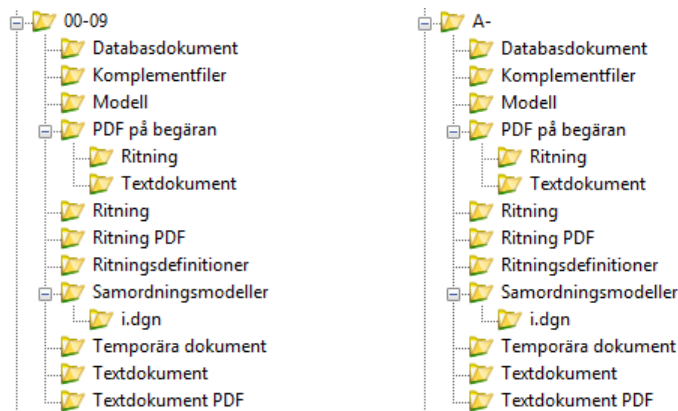 00-09
Databasdokument
Komplementfiler
Modell
PDF på begäran
Ritning
Textdokument
Ritning
Ritning PDF
Ritningsdefinitioner
Samordningsmodeller
i.dgn
Temporära dokument
Textdokument
Textdokument PDF
A-
Databasdokument
Komplementfiler
Modell
PDF på begäran
Ritning
Textdokument
Ritning
Ritning PDF
Ritningsdefinitioner
Samordningsmodeller
i.dgn
Temporära dokument
Textdokument
Textdokument PDF